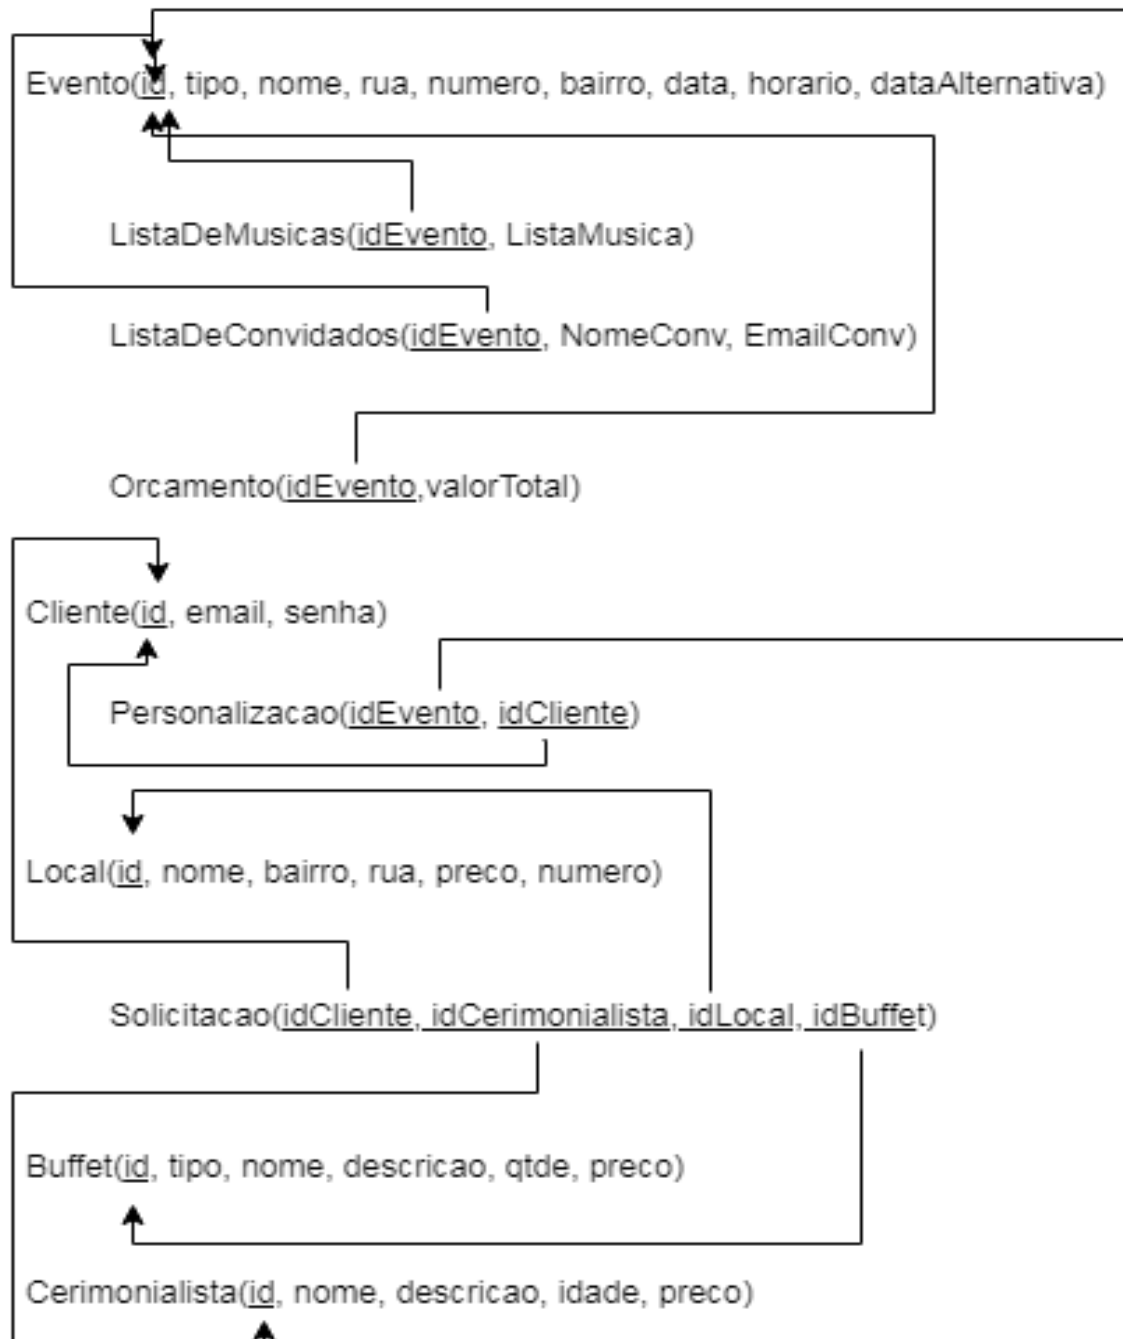 Evento(id, tipo, nome, rua, numero, bairro, data, horario, dataAlternativa)
ListaDeMusicas(idEvento, ListaMusica)
ListaDeConvidados(idEvento, NomeConv, EmailConv)
Orcamento(idEvento,valorTotal)
Cliente(id, email, senha)
Personalizacao(idEvento, idCliente)
Local(id, nome, bairro, rua, preco, numero)
Solicitacao(idCliente, idCerimonialista, idLocal, idBuffet)
Buffet(id, tipo, nome, descricao, qtde, preco)
Cerimonialista(id, nome, descricao, idade, preco)